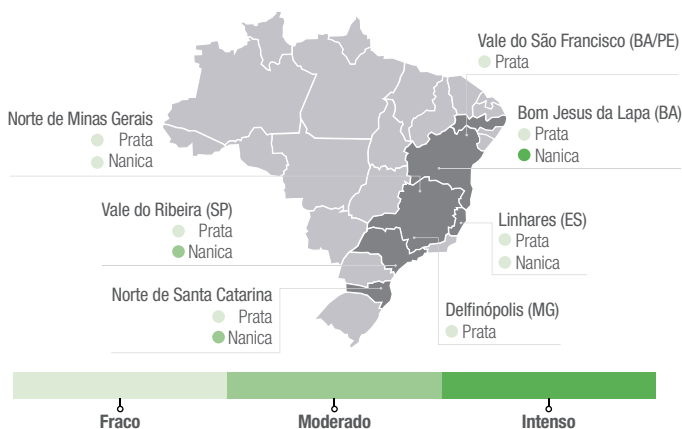 Vale do São Francisco (BA/PE)
Prata
Norte de Minas Gerais
Prata
Nanica
Bom Jesus da Lapa (BA)
Prata
Nanica
Vale do Ribeira (SP)
Prata
Nanica
Linhares (ES)
Prata
Nanica
Norte de Santa Catarina
Prata
Nanica
Delfinópolis (MG)
Prata
Fraco
Moderado
Intenso